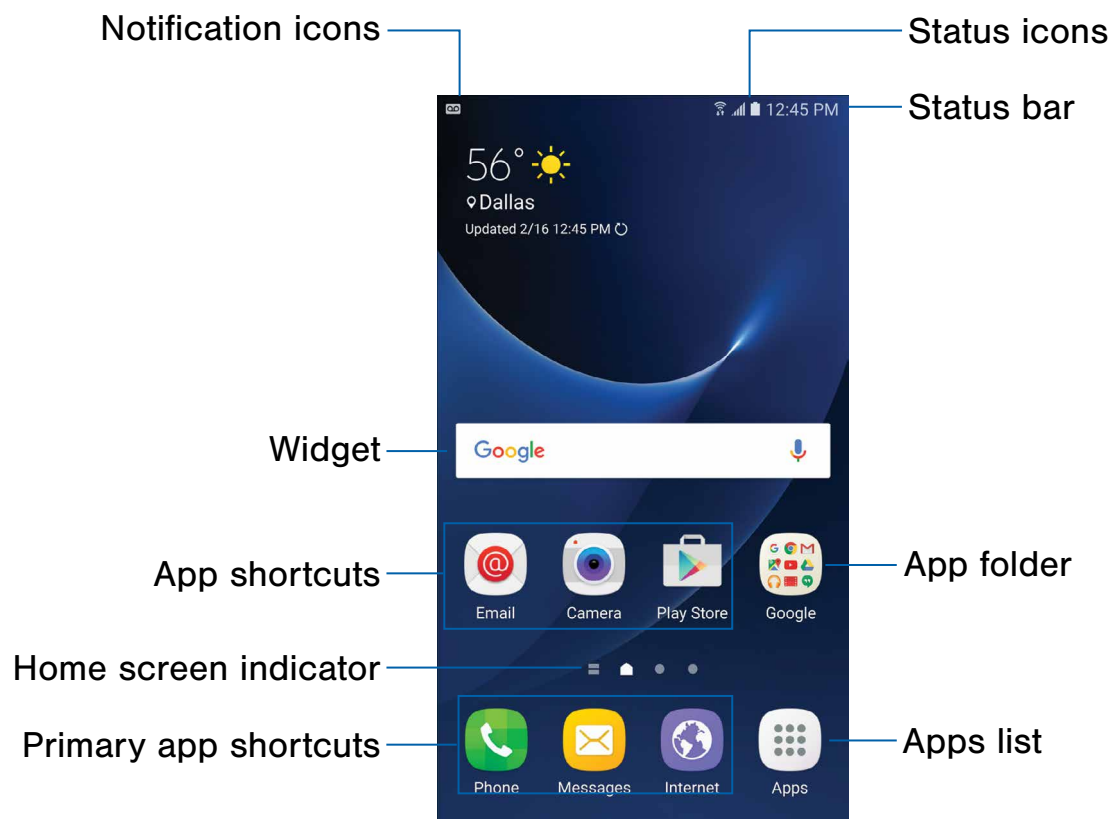 Notification icons
Status icons
12:45 PM
Status bar
56°
Dallas
Updated 2/16 12:45 PM
Widget
Google
App shortcuts
Email
Camera
Play Store
Google
App folder
Home screen indicator
Primary app shortcuts
Phone
Messages
Internet
Apps
Apps list